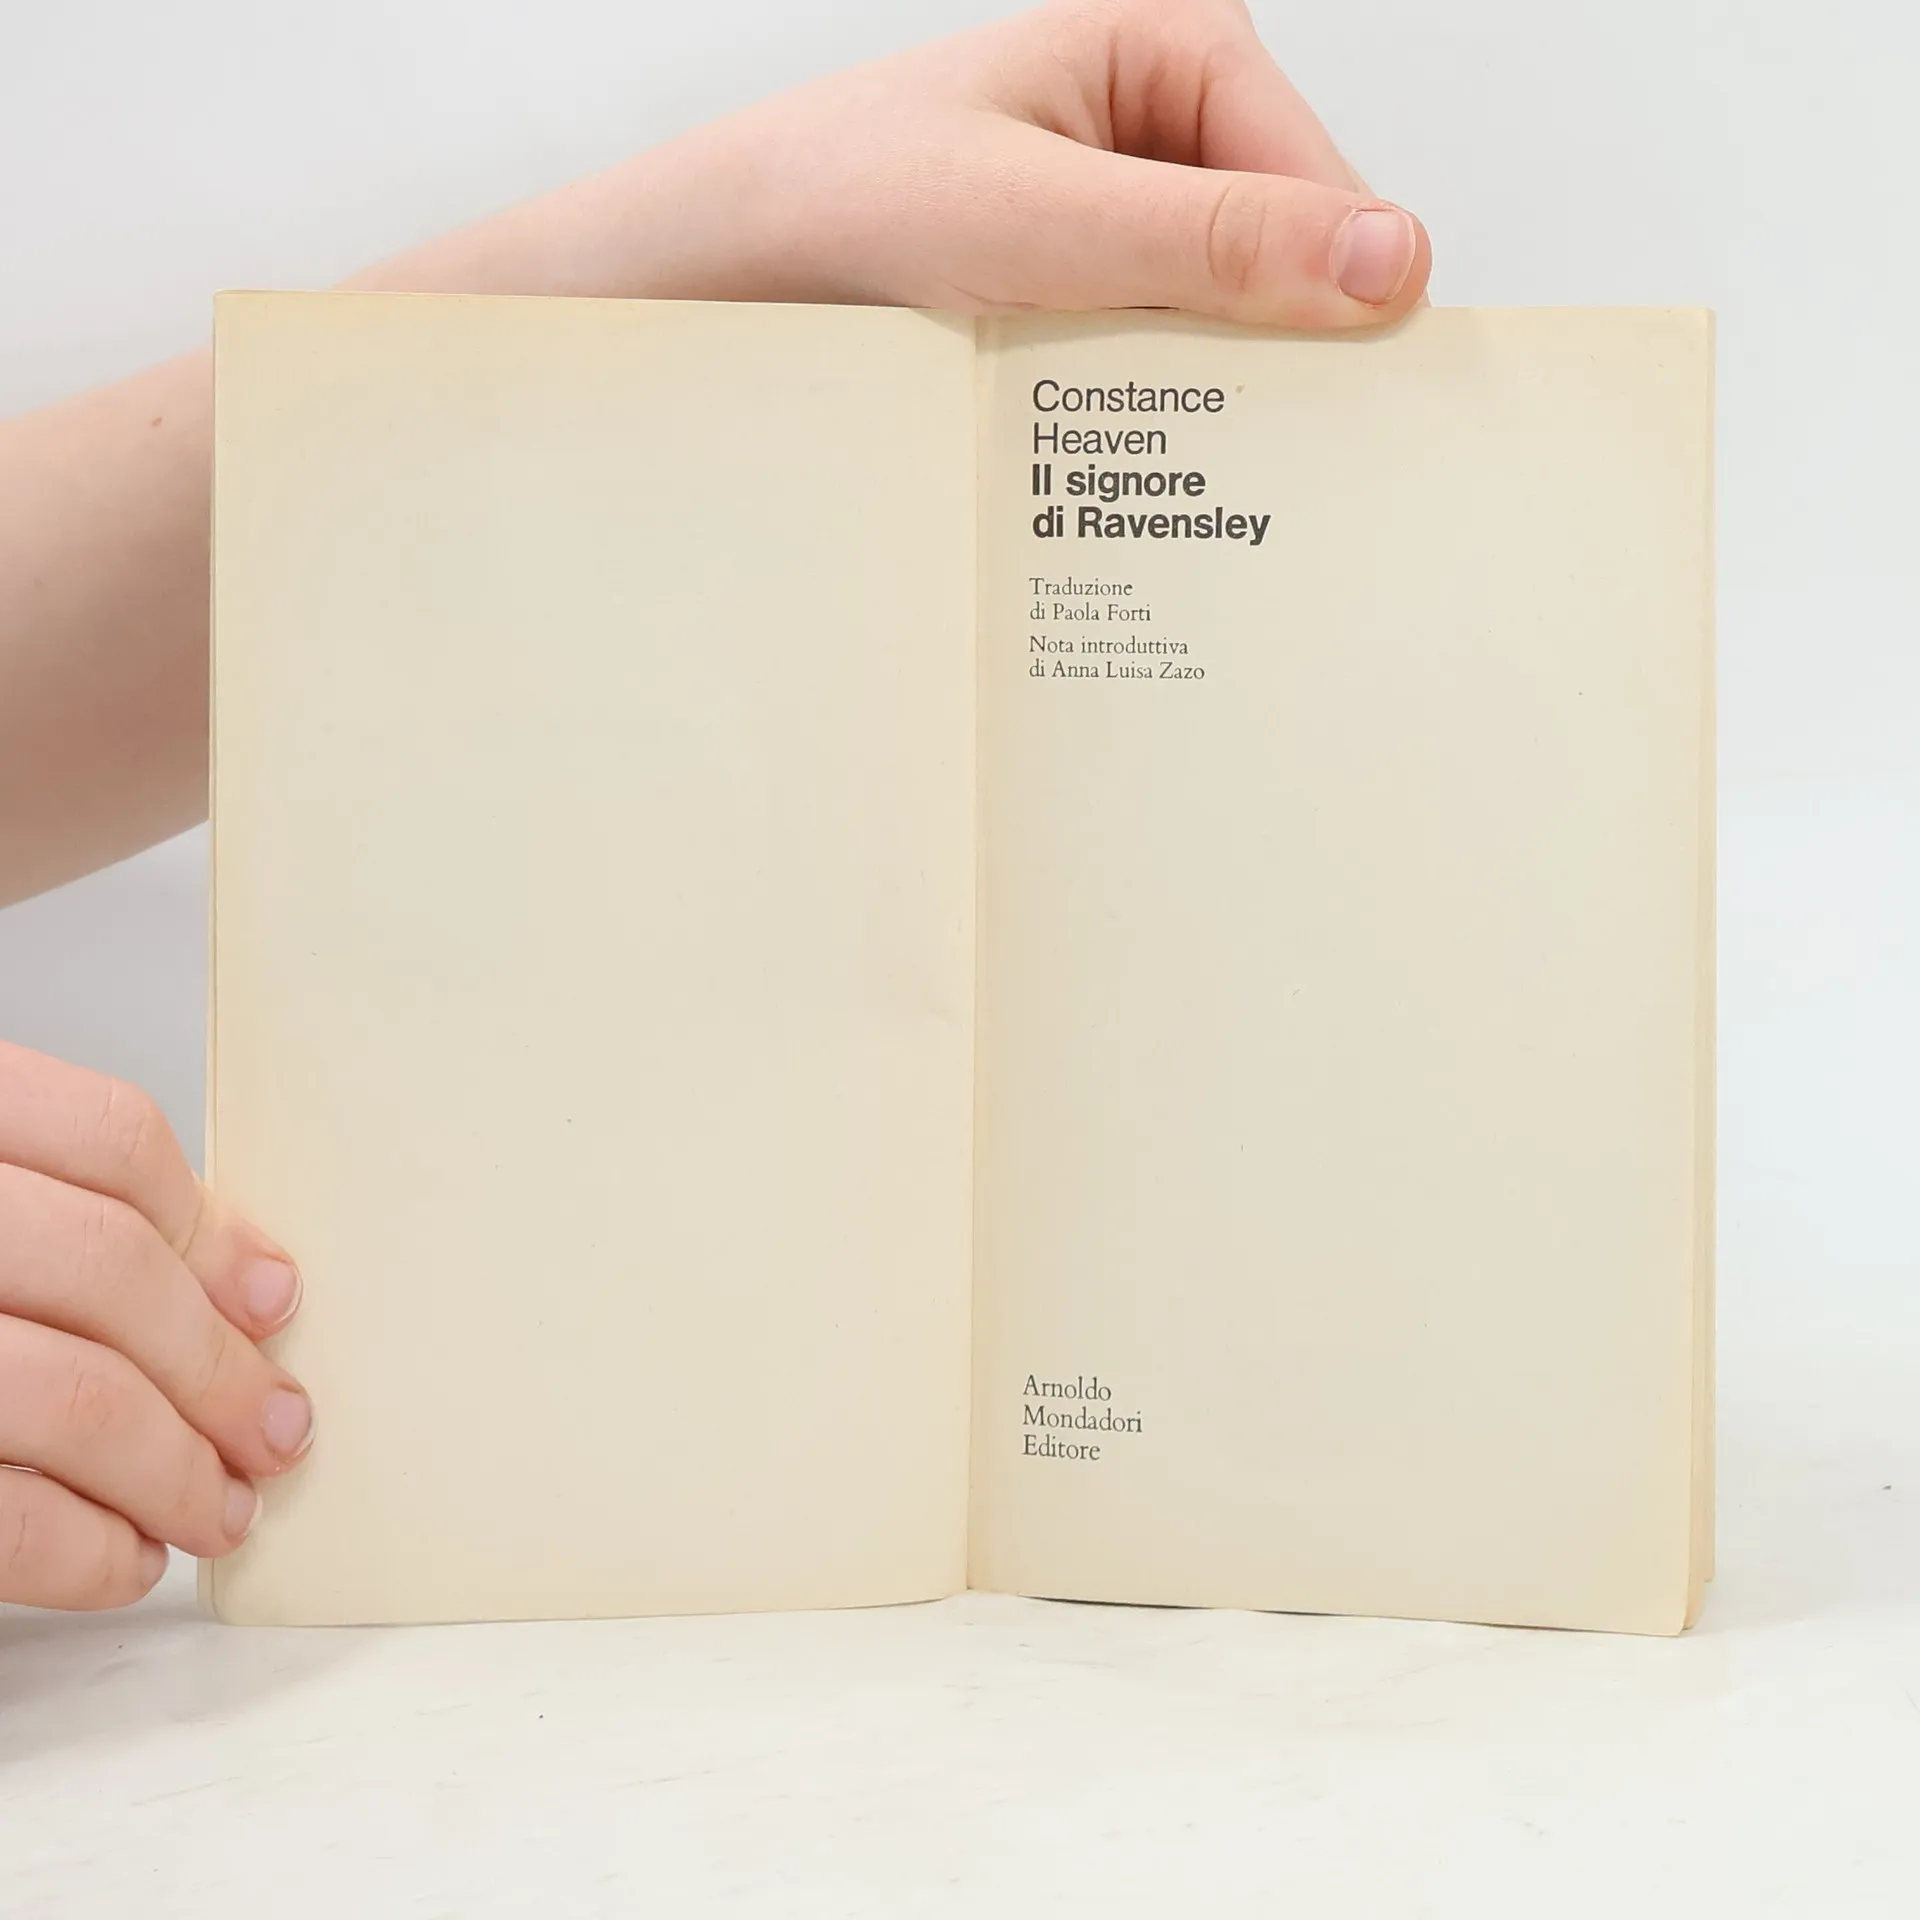 Constance
Heaven
Il signore
di Ravensley
Traduzione
di Paola Forti
Nota introduttiva
di Anna Luisa Zazo
Arnoldo
Mondadori
Editore